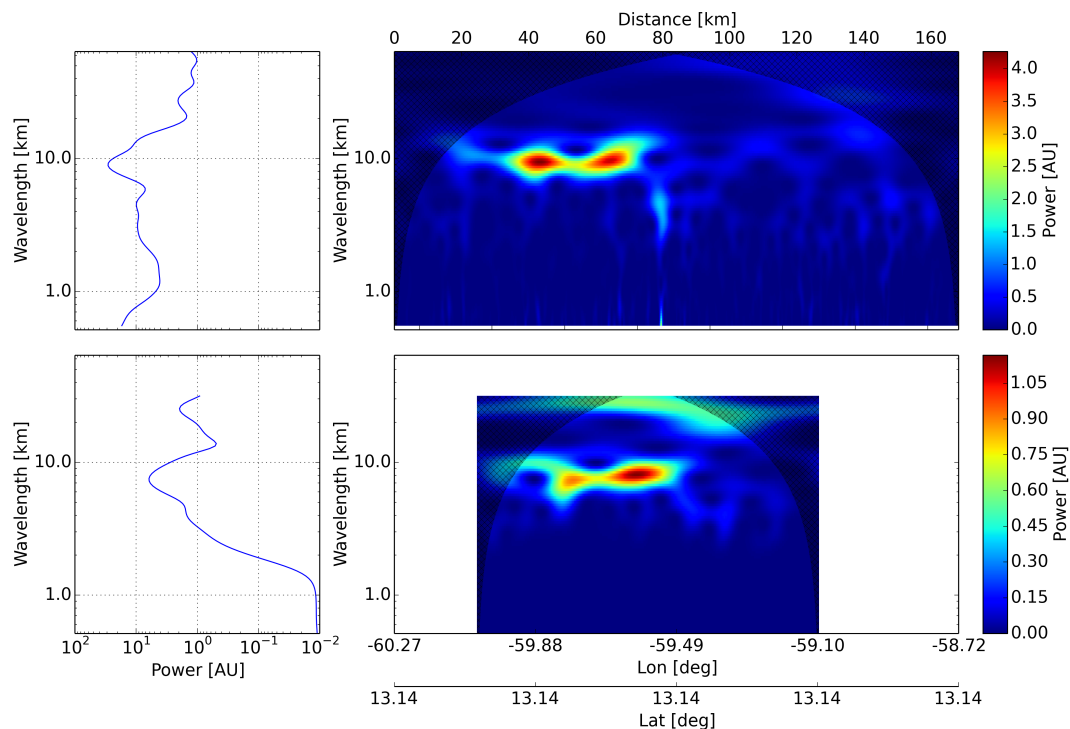 Distance [km]
0 20 40 60 80 100 120 140 160
Wavelength [km]
10.0
1.0
Wavelength [km]
10.0
1.0
4.0
3.5
3.0
2.5
2.0
1.5
1.0
0.5
0.0
Power [AU]
Wavelength [km]
10.0
1.0
10² 10¹ 10⁰ 10⁻¹ 10⁻²
Power [AU]
Wavelength [km]
10.0
1.0
-60.27 -59.88 -59.49 -59.10 -58.72
Lon [deg]
13.14 13.14 13.14 13.14 13.14
Lat [deg]
1.05
0.90
0.75
0.60
0.45
0.30
0.15
0.00
Power [AU]